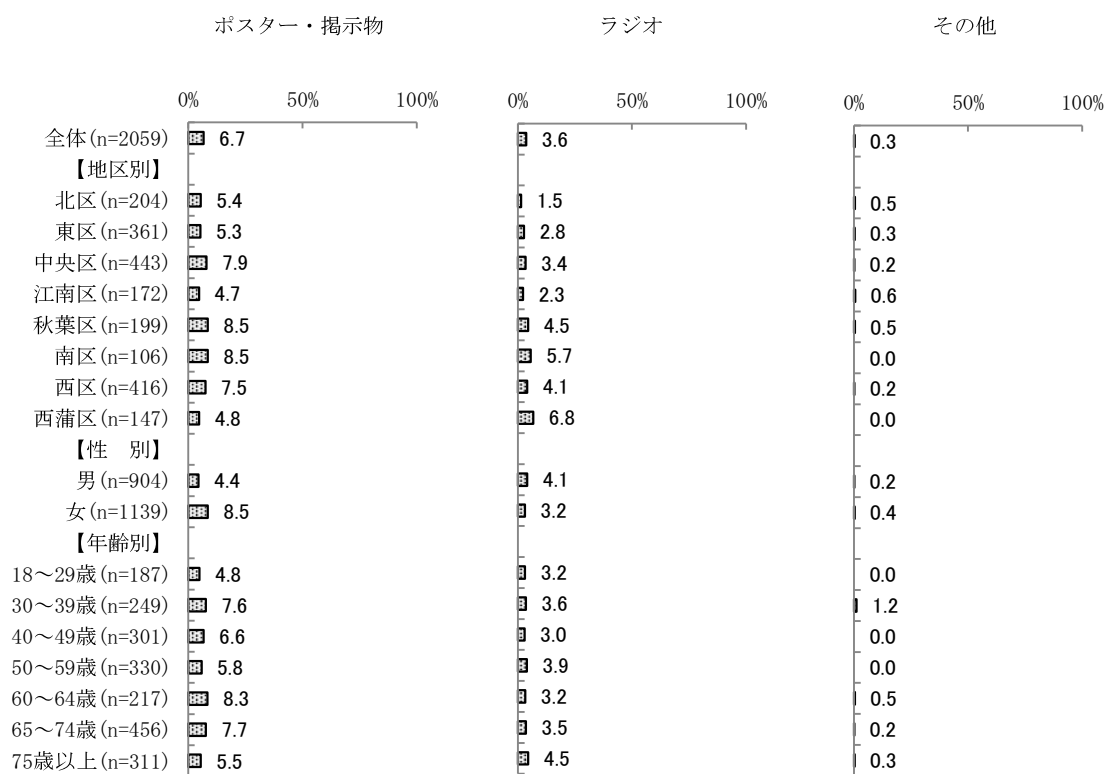 ポスター・掲示物 ラジオ その他
0% 50% 100% 0% 50% 100% 0% 50% 100%
全体(n=2059) 6.7 3.6 0.3
【地区別】
北区(n=204) 5.4 1.5 0.5
東区(n=361) 5.3 2.8 0.3
中央区(n=443) 7.9 3.4 0.2
江南区(n=172) 4.7 2.3 0.6
秋葉区(n=199) 8.5 4.5 0.5
南区(n=106) 8.5 5.7 0.0
西区(n=416) 7.5 4.1 0.2
西蒲区(n=147) 4.8 6.8 0.0
【性　別】
男(n=904) 4.4 4.1 0.2
女(n=1139) 8.5 3.2 0.4
【年齢別】
18～29歳(n=187) 4.8 3.2 0.0
30～39歳(n=249) 7.6 3.6 1.2
40～49歳(n=301) 6.6 3.0 0.0
50～59歳(n=330) 5.8 3.9 0.0
60～64歳(n=217) 8.3 3.2 0.5
65～74歳(n=456) 7.7 3.5 0.2
75歳以上(n=311) 5.5 4.5 0.3